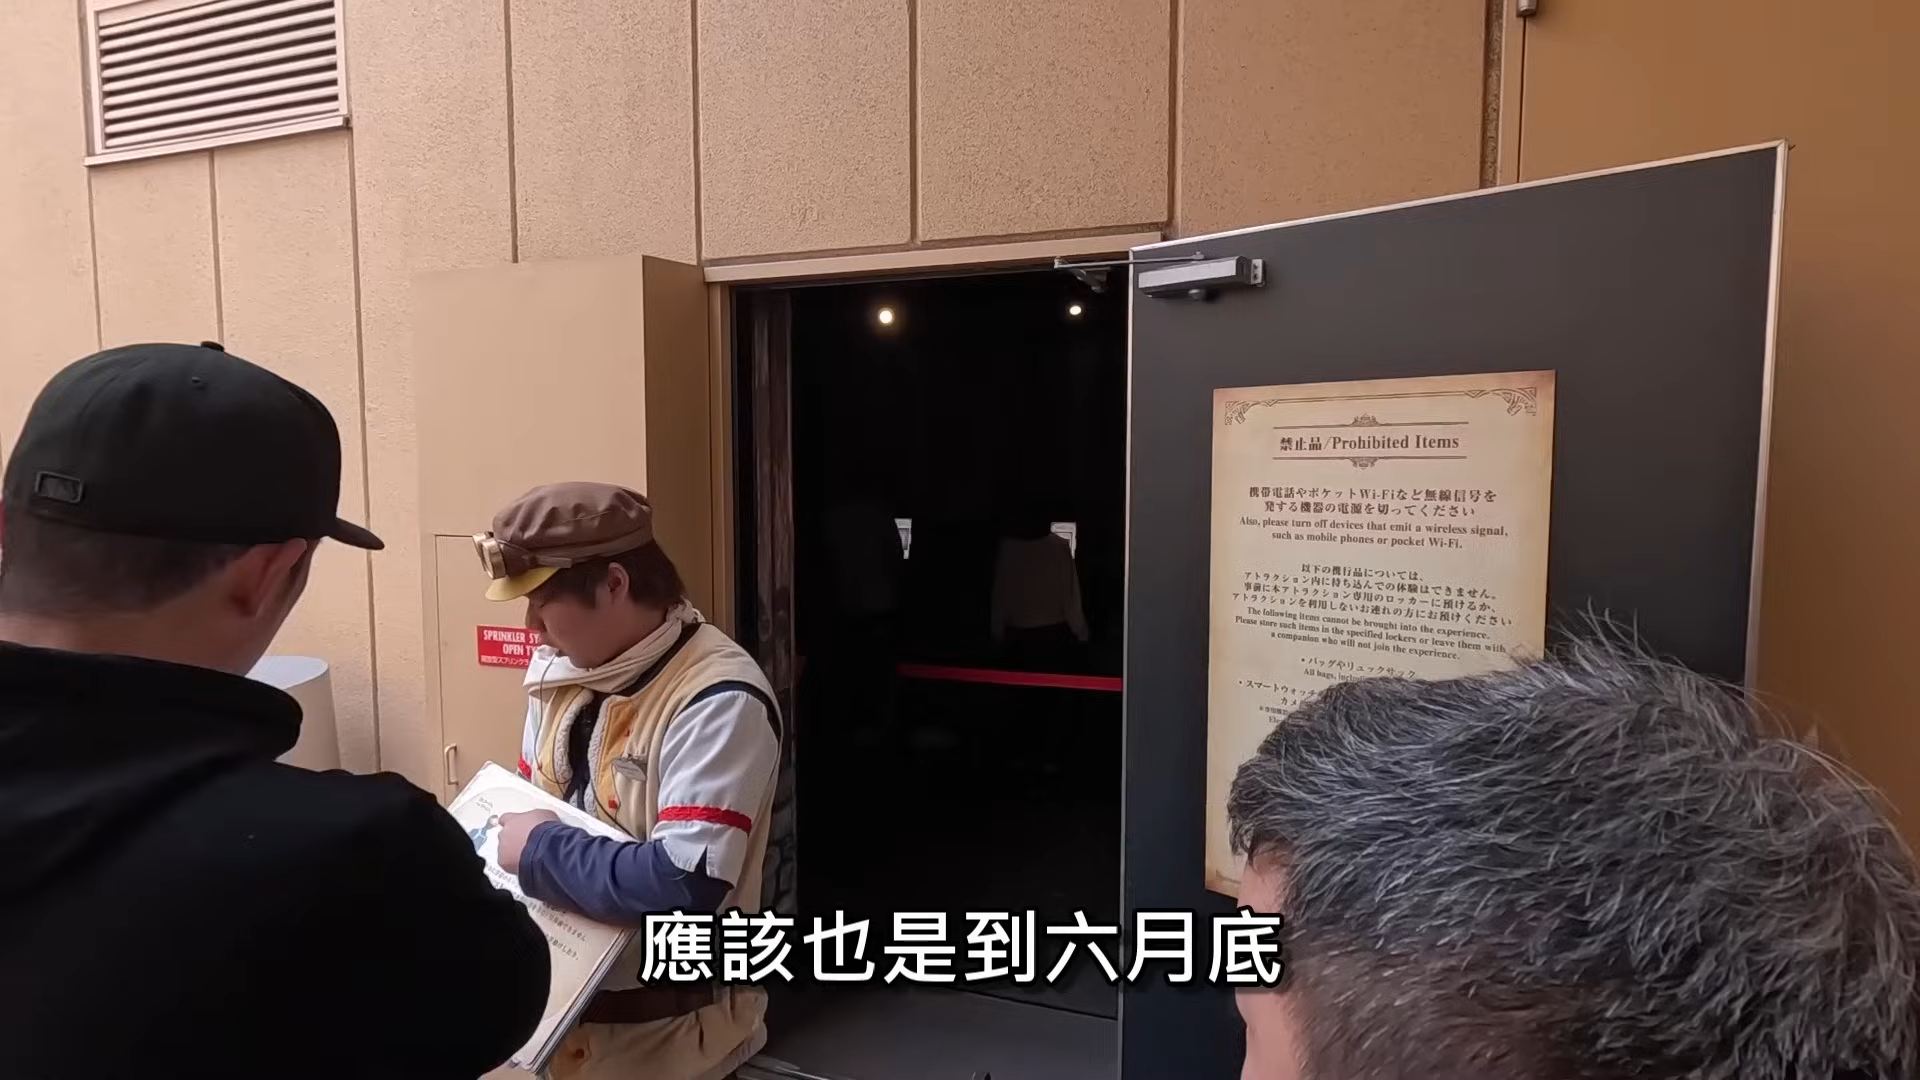 禁止品/Prohibited Items
携帯電話やポケットWi-Fiなど無線信号を
発する機器の電源を切ってください
Also, please turn off devices that emit a wireless signal,
such as mobile phones or pocket Wi-Fi.
以下の携行品については、
アトラクション内に持ち込んでの体験はできません。
事前に本アトラクション専用のロッカーに預けるか、
アトラクションを利用しないお連れの方にお預けください
The following items cannot be brought into the experience.
Please store such items in the specified lockers or leave them with
a companion who will not join the experience.
・バッグやリュックサック
All bags,
・スマートウォッチ
SPRINKLER
OPEN
開放型スプリンクラ
應該也是到六月底